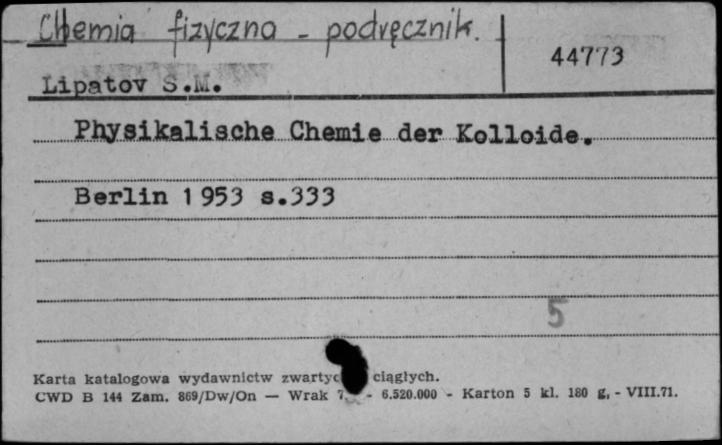 Chemia fizyczna - podręcznik.
44773
Lipatov S.M.
Physikalische Chemie der Kolloide.
Berlin 1953 s.333
5
Karta katalogowa wydawnictw ciągłych.
CWD B 144 Zam. 869/Dw/On — Wrak - 6.520.000 - Karton 5 kl. 180 g, - VIII.71.